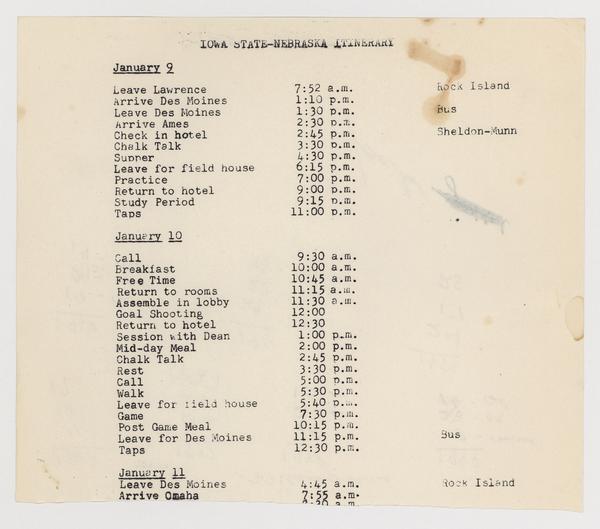 IOWA STATE-NEBRASKA ITINERARY
January 9
Leave Lawrence 7:52 a.m. Rock Island
Arrive Des Moines 1:10 p.m.
Leave Des Moines 1:30 p.m. Bus
Arrive Ames 2:30 p.m.
Check in hotel 2:45 p.m. Sheldon-Munn
Chalk Talk 3:30 p.m.
Supper 4:30 p.m.
Leave for field house 6:15 p.m.
Practice 7:00 p.m.
Return to hotel 9:00 p.m.
Study Period 9:15 p.m.
Taps 11:00 p.m.
January 10
Call 9:30 a.m.
Breakfast 10:00 a.m.
Free Time 10:45 a.m.
Return to rooms 11:15 a.m.
Assemble in lobby 11:30 a.m.
Goal Shooting 12:00
Return to hotel 12:30
Session with Dean 1:00 p.m.
Mid-day Meal 2:00 p.m.
Chalk Talk 2:45 p.m.
Rest 3:30 p.m.
Call 5:00 p.m.
Walk 5:30 p.m.
Leave for field house 5:40 p.m.
Game 7:30 p.m.
Post Game Meal 10:15 p.m.
Leave for Des Moines 11:15 p.m. Bus
Taps 12:30 p.m.
January 11
Leave Des Moines 4:45 a.m. Rock Island
Arrive Omaha 7:55 a.m.